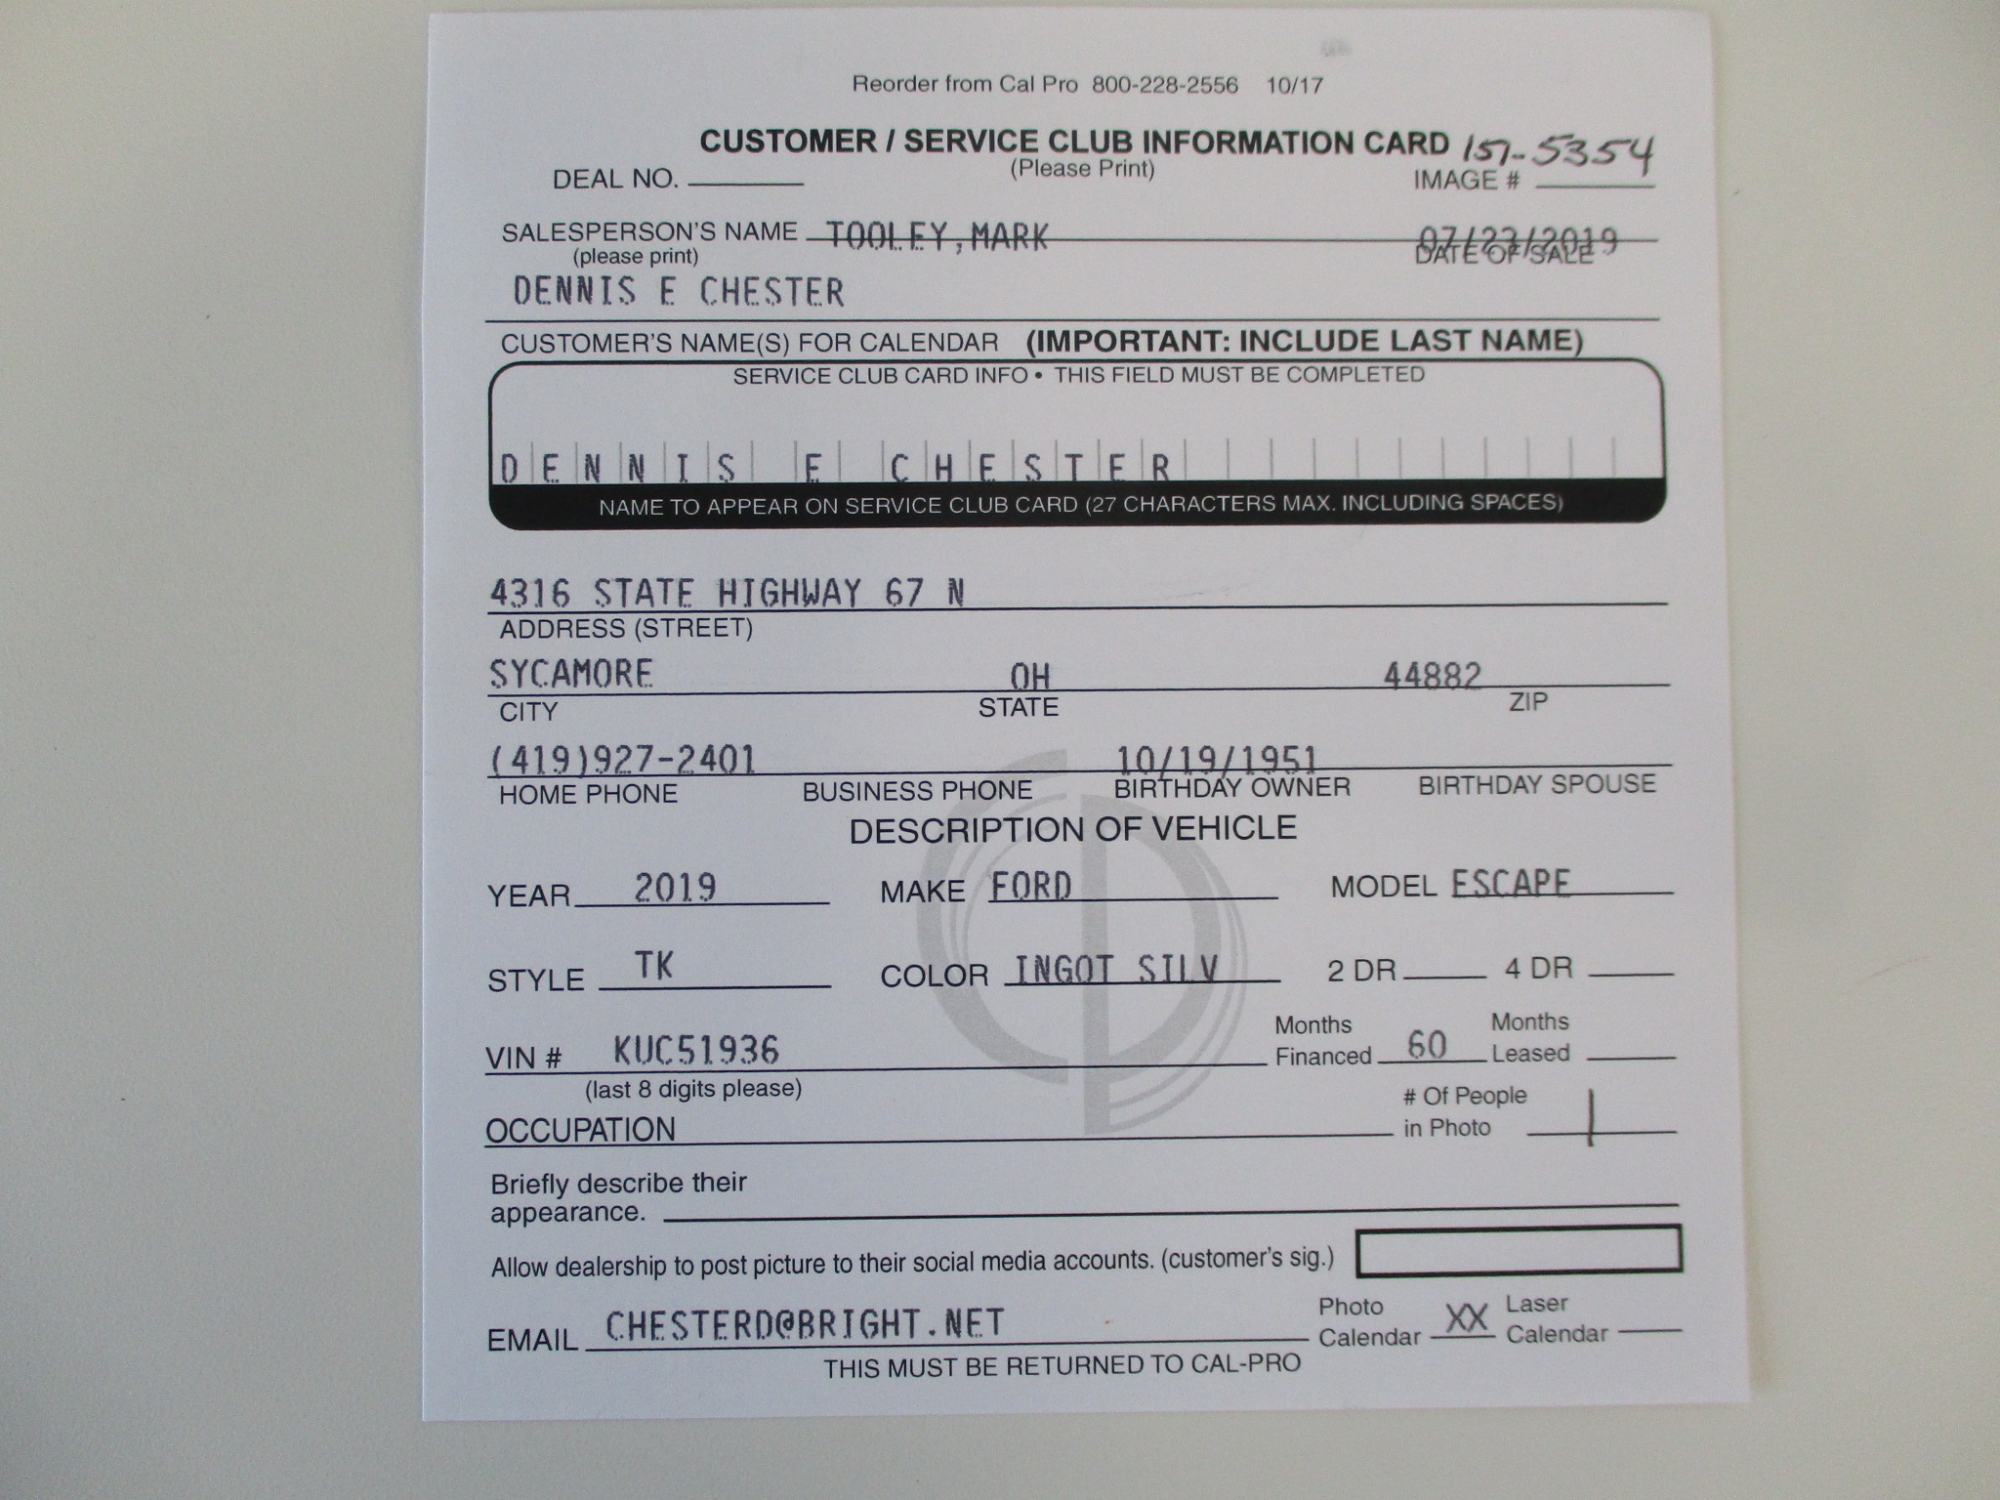 Reorder from Cal Pro 800-228-2556 10/17
CUSTOMER / SERVICE CLUB INFORMATION CARD 157-5354
(Please Print)
DEAL NO. IMAGE #
SALESPERSON'S NAME TOOLEY,MARK 07/23/2019
(please print) DATE OF SALE
DENNIS E CHESTER
CUSTOMER'S NAME(S) FOR CALENDAR (IMPORTANT: INCLUDE LAST NAME)
SERVICE CLUB CARD INFO • THIS FIELD MUST BE COMPLETED
DENNIS E CHESTER
NAME TO APPEAR ON SERVICE CLUB CARD (27 CHARACTERS MAX. INCLUDING SPACES)
4316 STATE HIGHWAY 67 N
ADDRESS (STREET)
SYCAMORE OH 44882
CITY STATE ZIP
(419)927-2401 10/19/1951
HOME PHONE BUSINESS PHONE BIRTHDAY OWNER BIRTHDAY SPOUSE
DESCRIPTION OF VEHICLE
YEAR 2019 MAKE FORD MODEL ESCAPE
STYLE TK COLOR INGOT SILV 2 DR 4 DR
VIN # KUC51936 Months Financed 60 Months Leased
(last 8 digits please)
OCCUPATION # Of People in Photo 1
Briefly describe their
appearance.
Allow dealership to post picture to their social media accounts. (customer's sig.)
EMAIL CHESTERD@BRIGHT.NET Photo Calendar XX Laser Calendar
THIS MUST BE RETURNED TO CAL-PRO